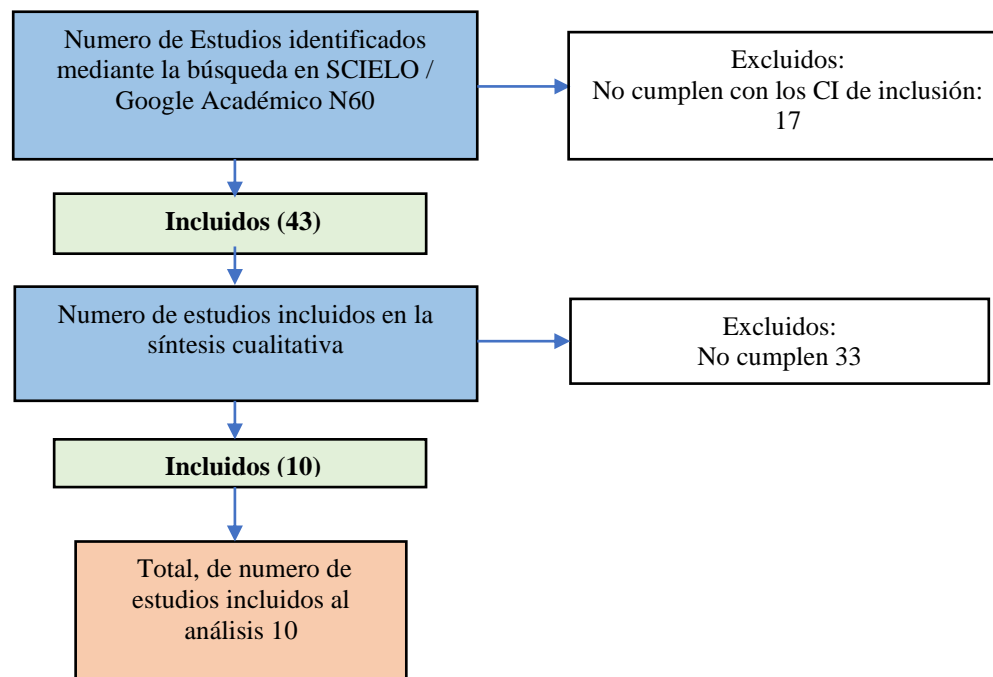 Numero de Estudios identificados
mediante la búsqueda en SCIELO /
Google Académico N60
Excluidos:
No cumplen con los CI de inclusión:
17
Incluidos (43)
Numero de estudios incluidos en la
síntesis cualitativa
Excluidos:
No cumplen 33
Incluidos (10)
Total, de numero de
estudios incluidos al
análisis 10